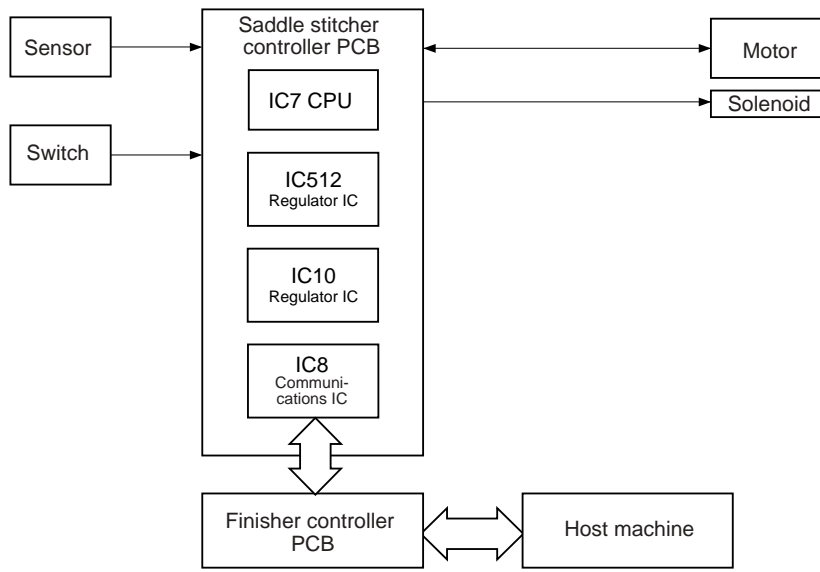 Saddle stitcher
controller PCB
Sensor
Motor
IC7 CPU
Solenoid
Switch
IC512
Regulator IC
IC10
Regulator IC
IC8
Communi-
cations IC
Finisher controller
PCB
Host machine